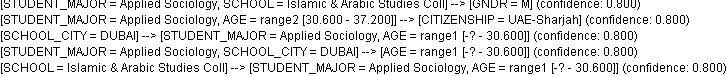 [STUDENT_MAJOR = Applied Sociology, SCHOOL = Islamic & Arabic Studies Coll] --> [GNDR = M] (confidence: 0.800)
[STUDENT_MAJOR = Applied Sociology, AGE = range2 [30.600 - 37.200]] --> [CITIZENSHIP = UAE-Sharjah] (confidence: 0.800)
[SCHOOL_CITY = DUBAI] --> [STUDENT_MAJOR = Applied Sociology, AGE = range1 [-? - 30.600]] (confidence: 0.800)
[STUDENT_MAJOR = Applied Sociology, SCHOOL_CITY = DUBAI] --> [AGE = range1 [-? - 30.600]] (confidence: 0.800)
[SCHOOL = Islamic & Arabic Studies Coll] --> [STUDENT_MAJOR = Applied Sociology, AGE = range1 [-? - 30.600]] (confidence: 0.800)